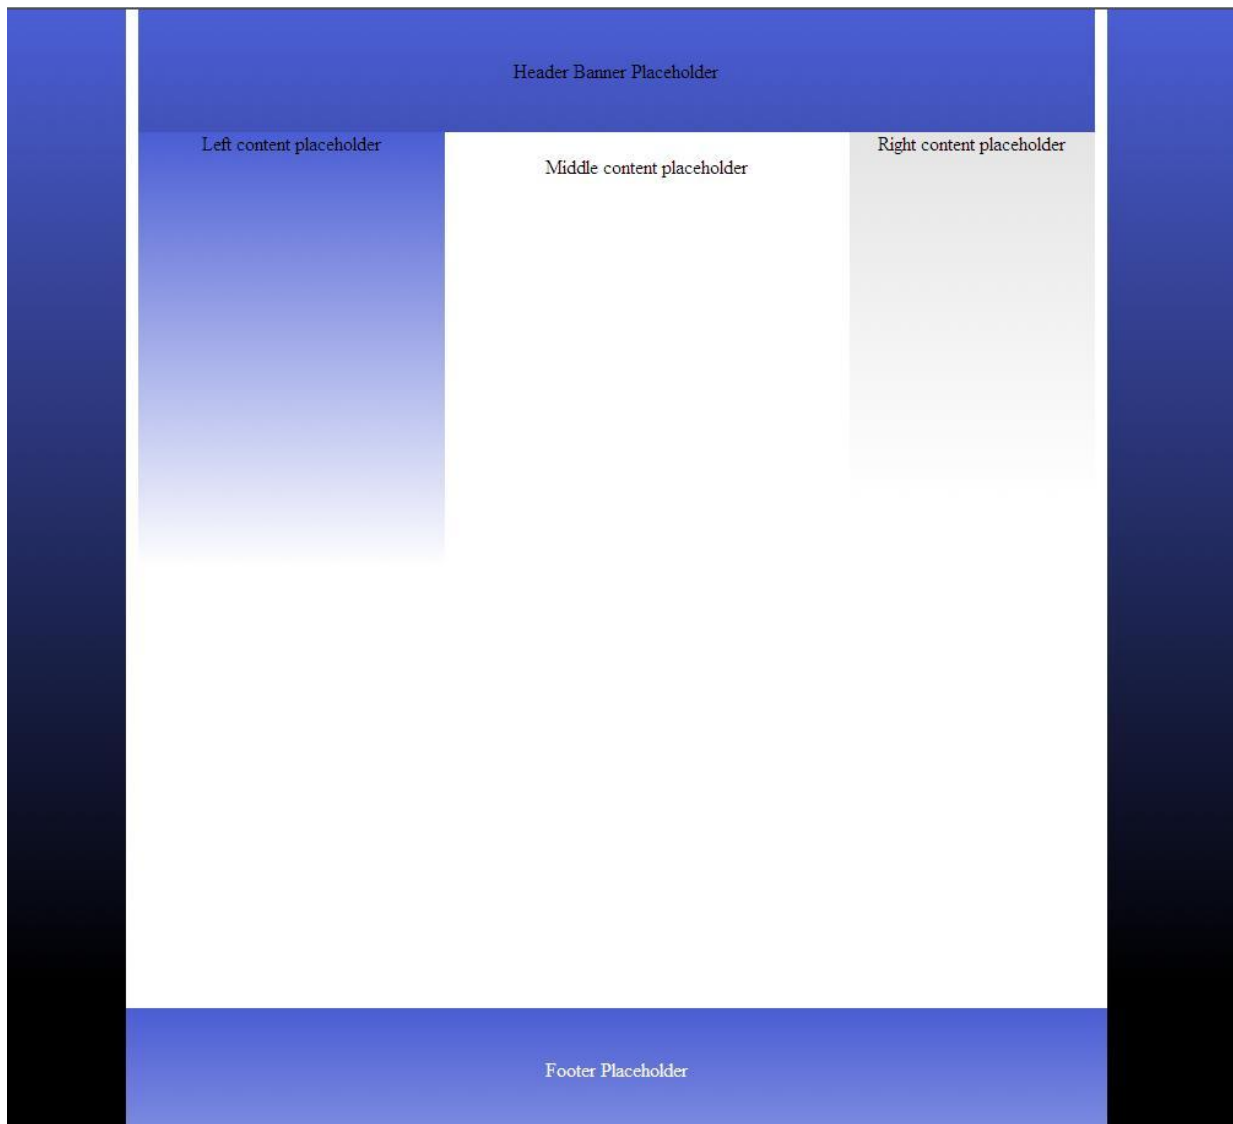 Header Banner Placeholder
Left content placeholder
Middle content placeholder
Right content placeholder
Footer Placeholder